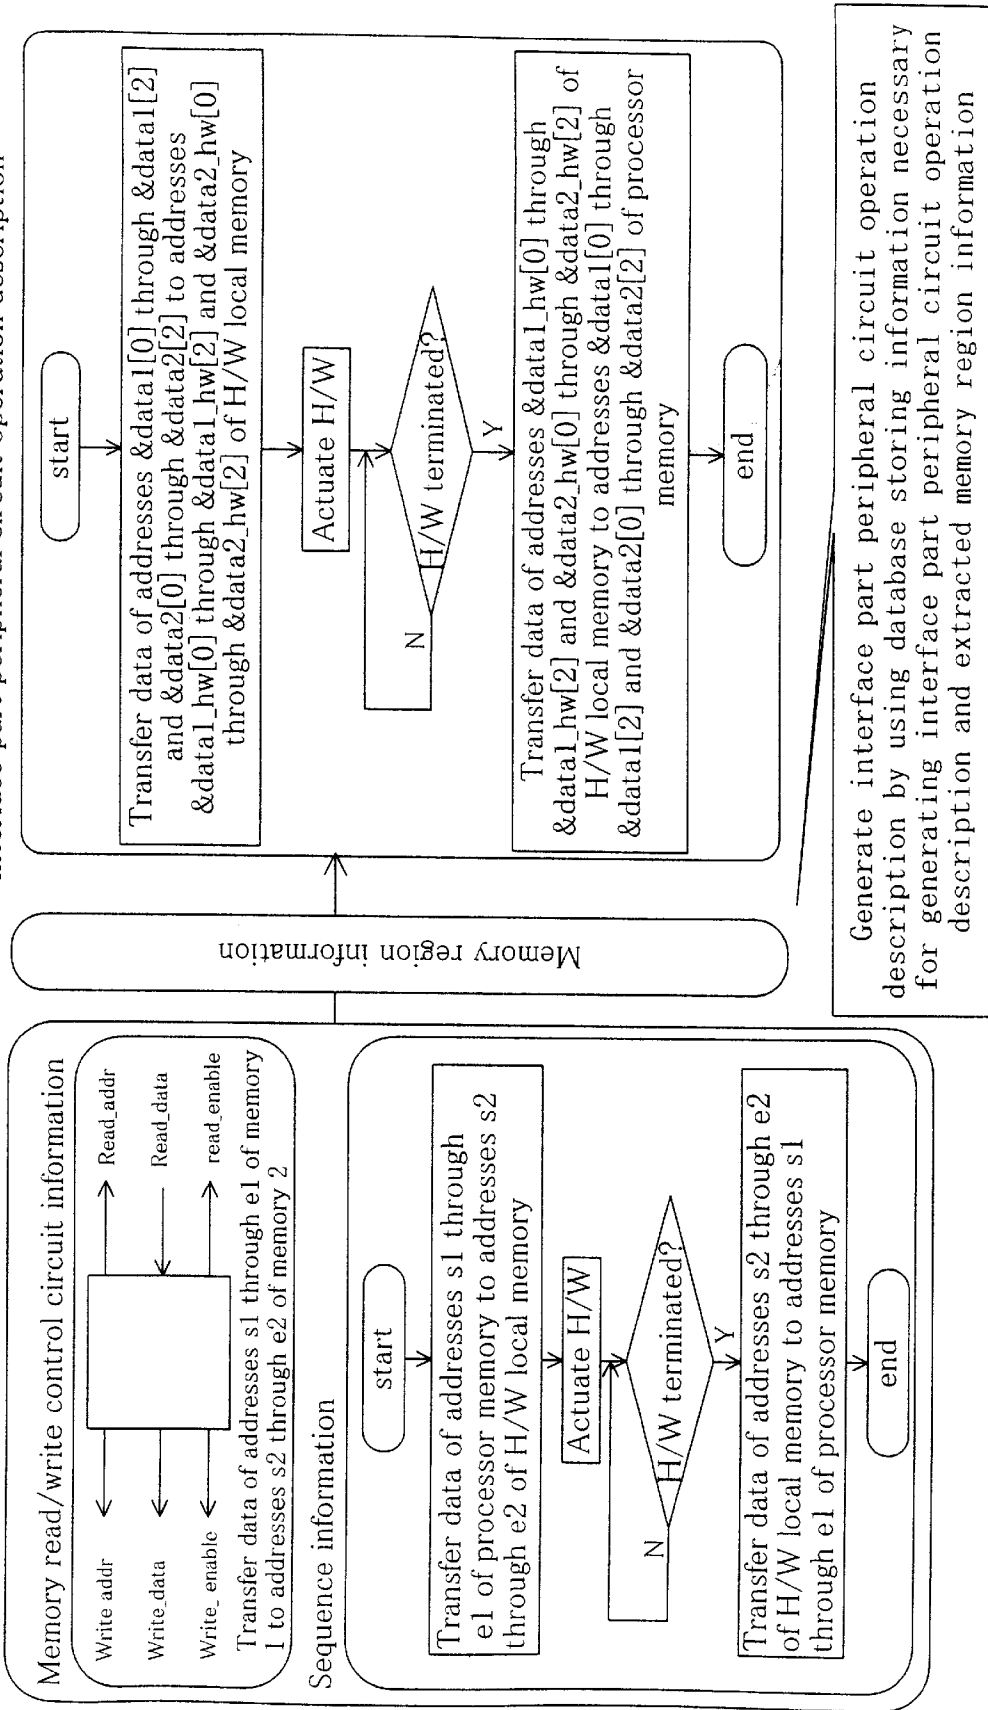 Memory read/write control circuit information
Write addr
Write_data
Write_ enable
Read_addr
Read_data
read_enable
Transfer data of addresses s1 through e1 of memory
1 to addresses s2 through e2 of memory 2
Sequence information
start
Transfer data of addresses s1 through
e1 of processor memory to addresses s2
through e2 of H/W local memory
Actuate H/W
H/W terminated?
N
Y
Transfer data of addresses s2 through e2
of H/W local memory to addresses s1
through e1 of processor memory
end
Memory region information
interface part peripheral circuit operation description
start
Transfer data of addresses &data1[0] through &data1[2]
and &data2[0] through &data2[2] to addresses
&data1_hw[0] through &data1_hw[2] and &data2_hw[0]
through &data2_hw[2] of H/W local memory
Actuate H/W
H/W terminated?
N
Y
Transfer data of addresses &data1_hw[0] through
&data1_hw[2] and &data2_hw[0] through &data2_hw[2] of
H/W local memory to addresses &data1[0] through
&data1[2] and &data2[0] through &data2[2] of processor
memory
end
Generate interface part peripheral circuit operation
description by using database storing information necessary
for generating interface part peripheral circuit operation
description and extracted memory region information